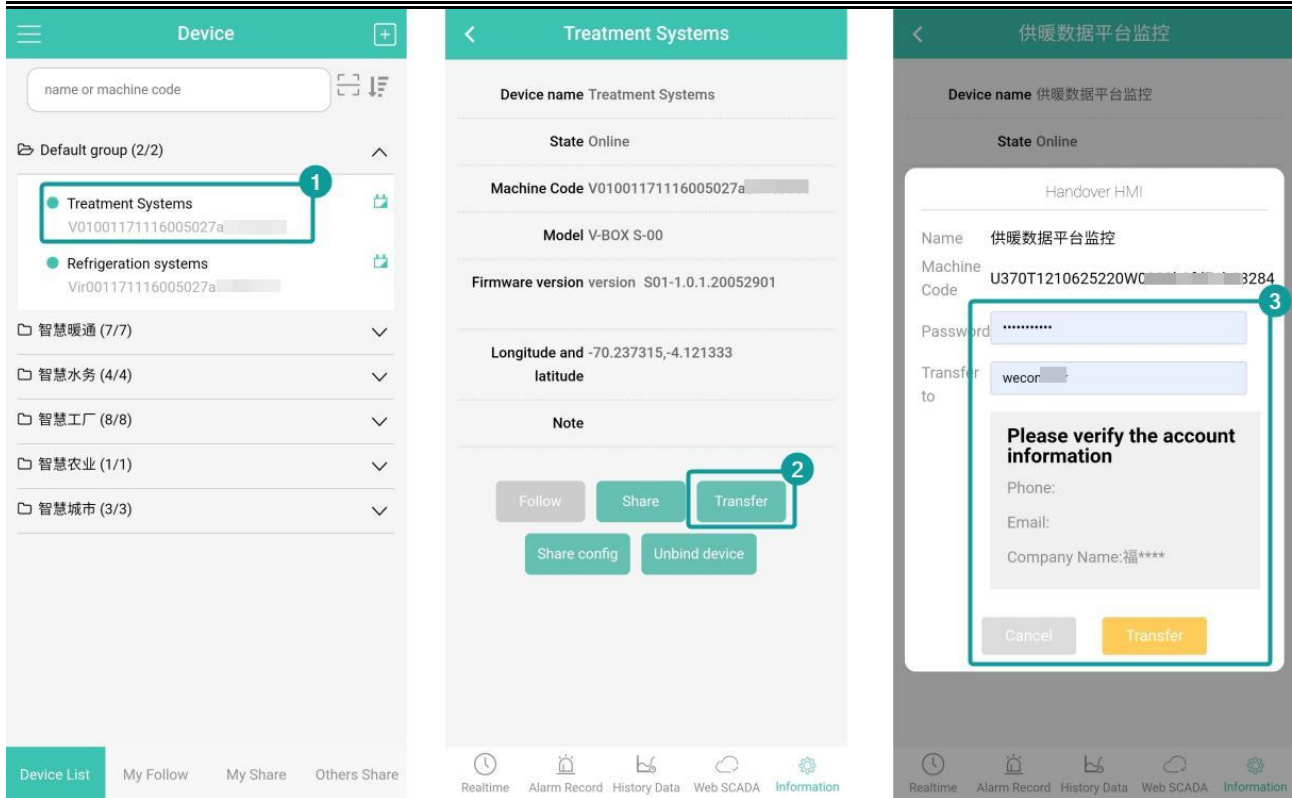 Device
name or machine code
Default group (2/2)
1
Treatment Systems
V01001171116005027a
Refrigeration systems
Vir001171116005027a
智慧暖通 (7/7)
智慧水务 (4/4)
智慧工厂 (8/8)
智慧农业 (1/1)
智慧城市 (3/3)
Device List My Follow My Share Others Share
Treatment Systems
Device name Treatment Systems
State Online
Machine Code V01001171116005027a
Model V-BOX S-00
Firmware version version S01-1.0.1.20052901
Longitude and -70.237315,-4.121333
latitude
Note
2
Follow Share Transfer
Share config Unbind device
Realtime Alarm Record History Data Web SCADA Information
供暖数据平台监控
Device name 供暖数据平台监控
State Online
Handover HMI
Name 供暖数据平台监控
Machine
Code
U370T1210625220W0 3284
3
Password ···········
Transfer
to
wecon
Please verify the account
information
Phone:
Email:
Company Name:福****
Cancel Transfer
Realtime Alarm Record History Data Web SCADA Information